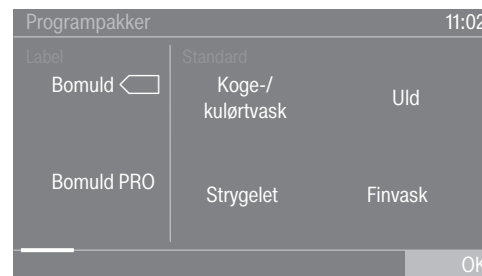 Programpakker 11:02
Label
Standard
Bomuld
Koge-/
kulørtvask
Uld
Bomuld PRO
Strygelet
Finvask
OK